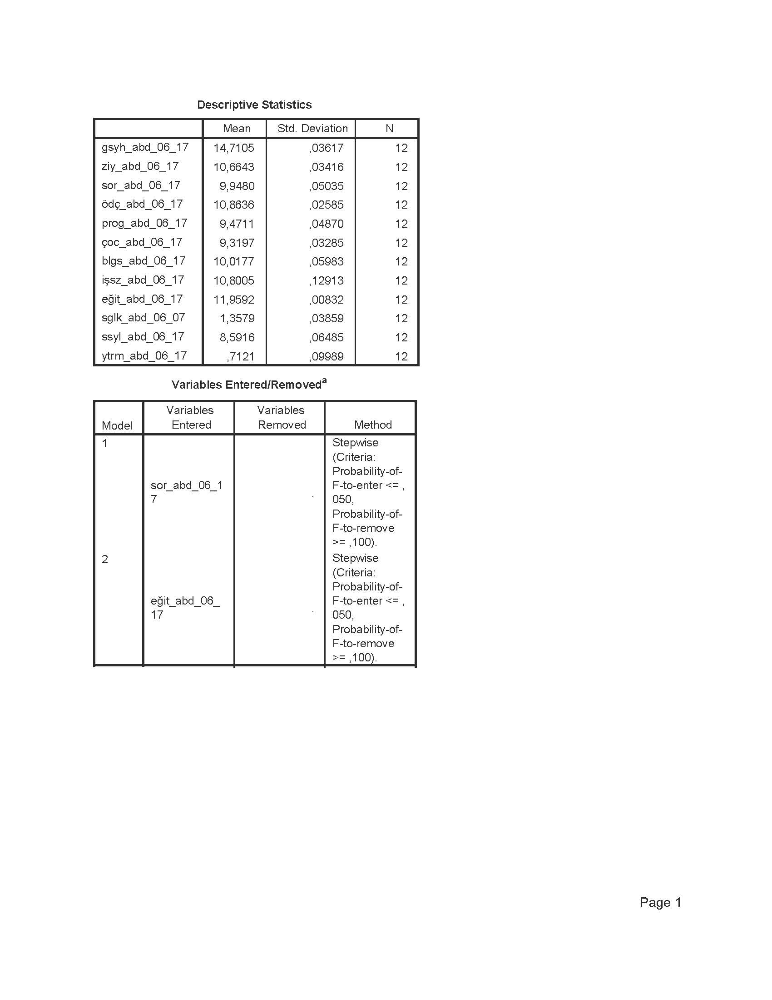 Descriptive Statistics
Mean Std. Deviation N
gsyh_abd_06_17 14,7105 ,03617 12
ziy_abd_06_17 10,6643 ,03416 12
sor_abd_06_17 9,9480 ,05035 12
ödç_abd_06_17 10,8636 ,02585 12
prog_abd_06_17 9,4711 ,04870 12
çoc_abd_06_17 9,3197 ,03285 12
blgs_abd_06_17 10,0177 ,05983 12
işsz_abd_06_17 10,8005 ,12913 12
eğit_abd_06_17 11,9592 ,00832 12
sglk_abd_06_07 1,3579 ,03859 12
ssyl_abd_06_17 8,5916 ,06485 12
ytrm_abd_06_17 ,7121 ,09989 12
Variables Entered/Removedª
Model
Variables
Entered
Variables
Removed
Method
1
sor_abd_06_1
7
.
Stepwise
(Criteria:
Probability-of-
F-to-enter <= ,
050,
Probability-of-
F-to-remove
>= ,100).
2
eğit_abd_06_
17
.
Stepwise
(Criteria:
Probability-of-
F-to-enter <= ,
050,
Probability-of-
F-to-remove
>= ,100).
Page 1